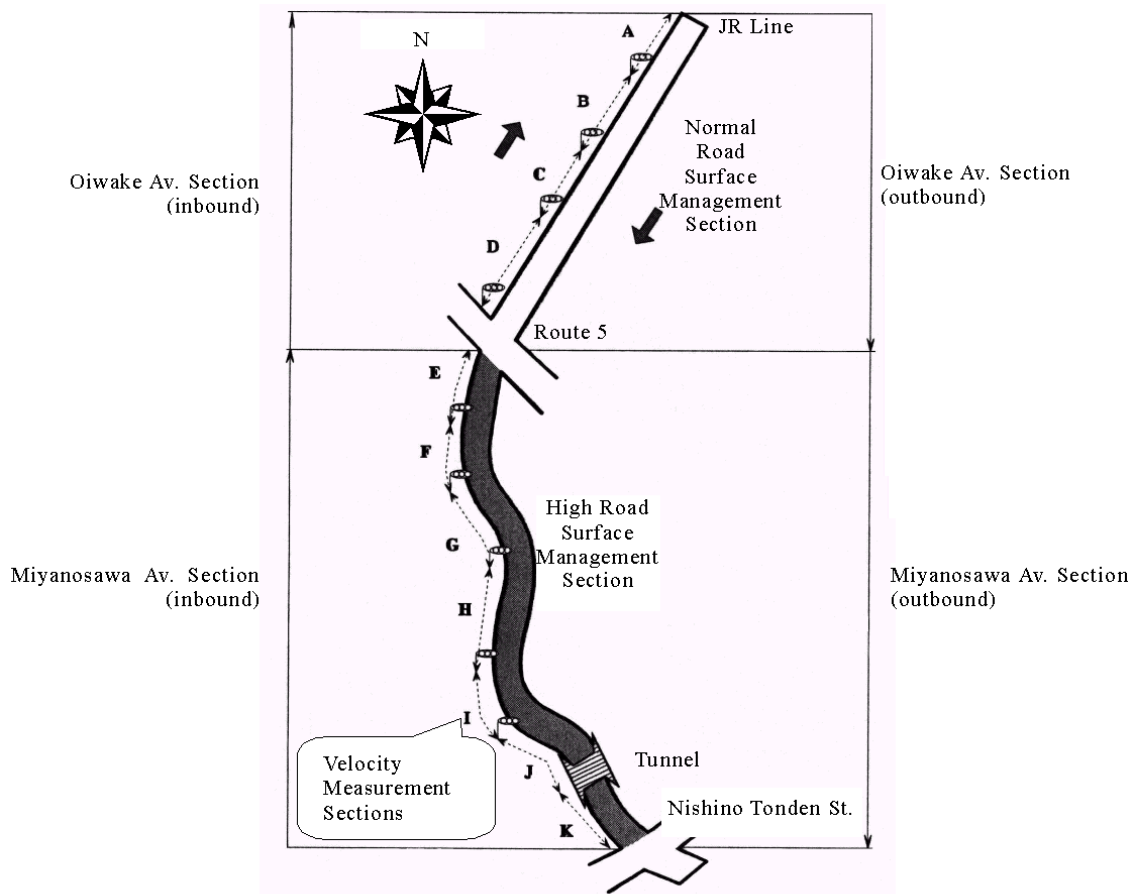 JR Line
A
N
B
Normal
Road
Surface
Management
Section
Oiwake Av. Section
(inbound)
C
Oiwake Av. Section
(outbound)
D
Route 5
E
F
High Road
Surface
Management
Section
G
Miyanosawa Av. Section
(inbound)
Miyanosawa Av. Section
(outbound)
H
I
Velocity
Measurement
Sections
J
Tunnel
Nishino Tonden St.
K